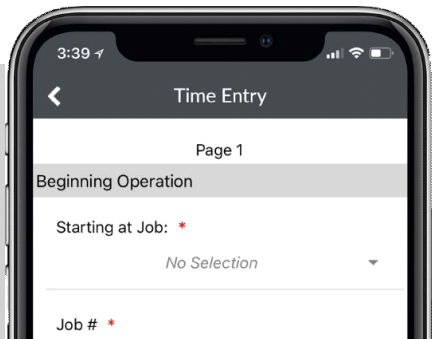 3:39
Time Entry
Page 1
Beginning Operation
Starting at Job: *
No Selection
Job # *